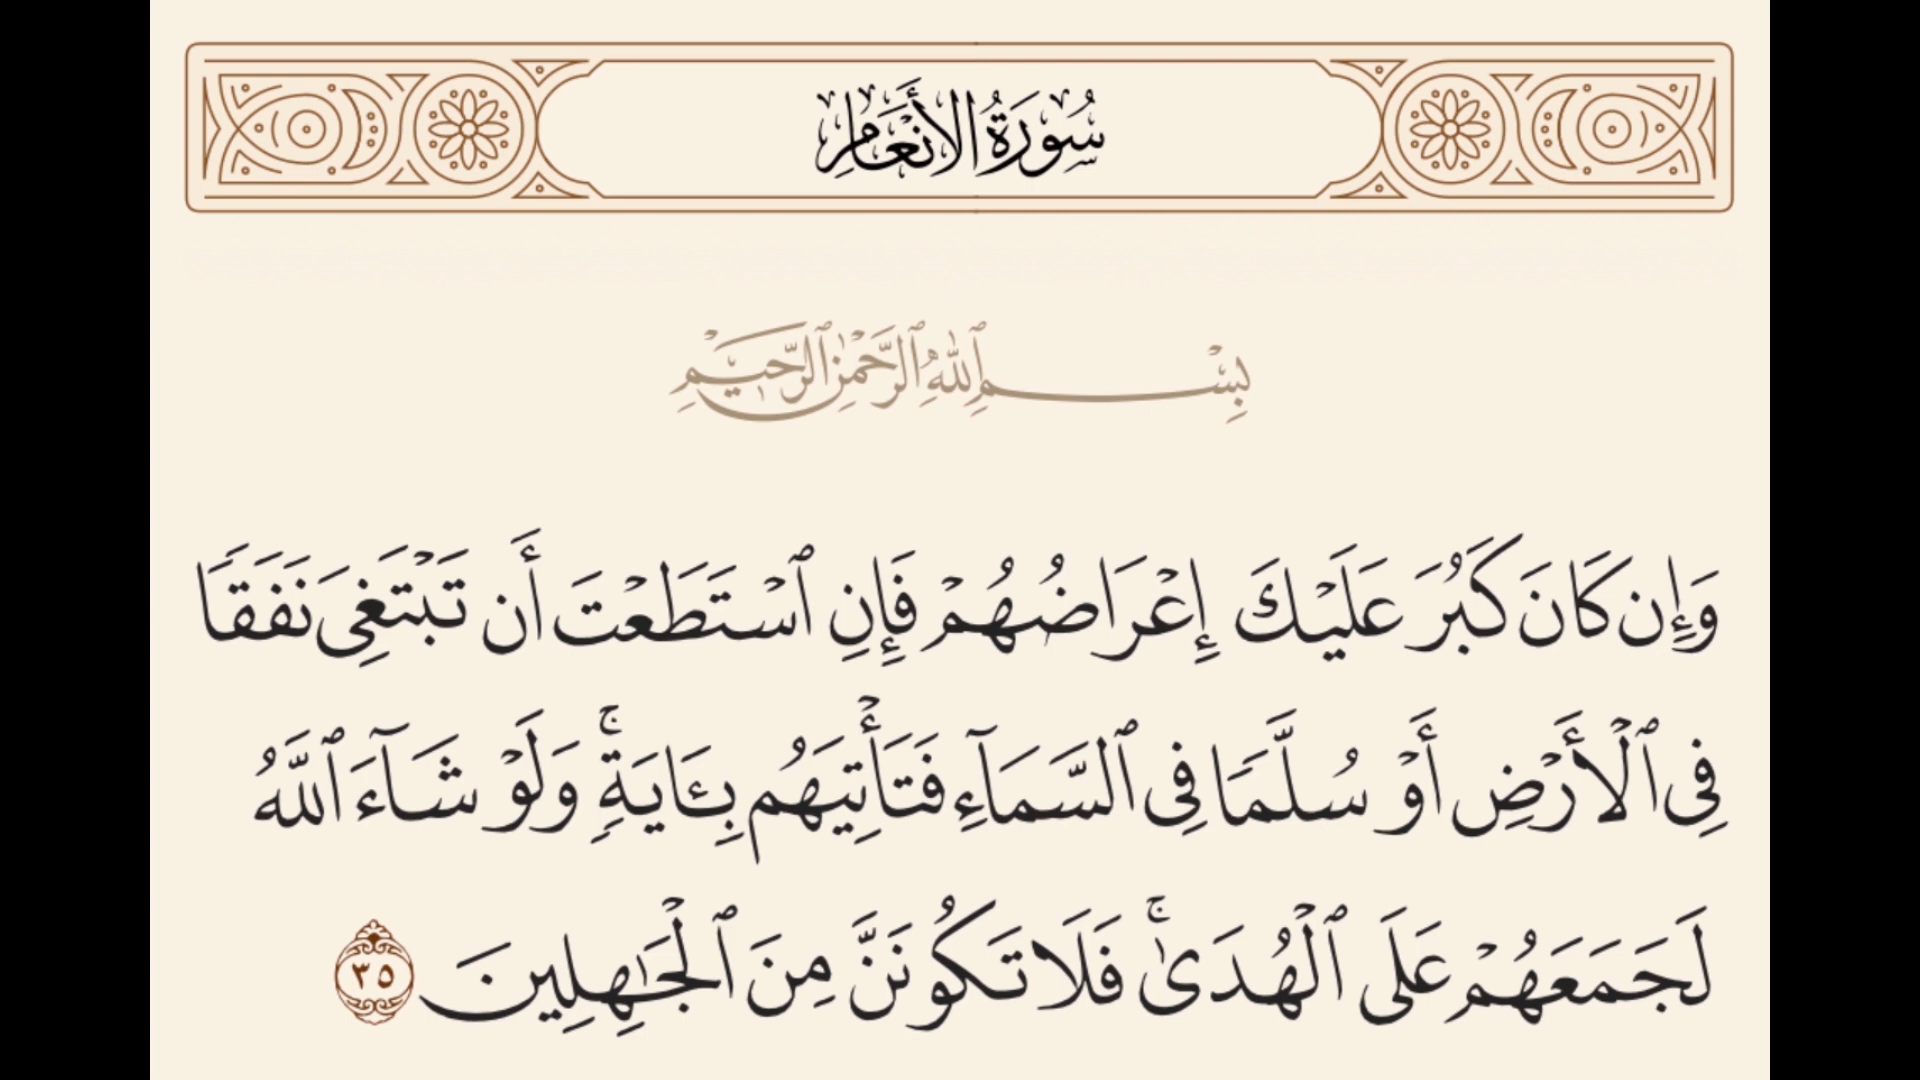 سُورَةُ الأَنْعَامِ
بِسْمِ ٱللَّهِ ٱلرَّحْمَٰنِ ٱلرَّحِيمِ
وَإِن كَانَ كَبُرَ عَلَيْكَ إِعْرَاضُهُمْ فَإِنِ ٱسْتَطَعْتَ أَن تَبْتَغِىَ نَفَقًا
فِى ٱلْأَرْضِ أَوْ سُلَّمًا فِى ٱلسَّمَآءِ فَتَأْتِيَهُم بِـَٔايَةٍۚ وَلَوْ شَآءَ ٱللَّهُ
لَجَمَعَهُمْ عَلَى ٱلْهُدَىٰۚ فَلَا تَكُونَنَّ مِنَ ٱلْجَٰهِلِينَ ٣٥